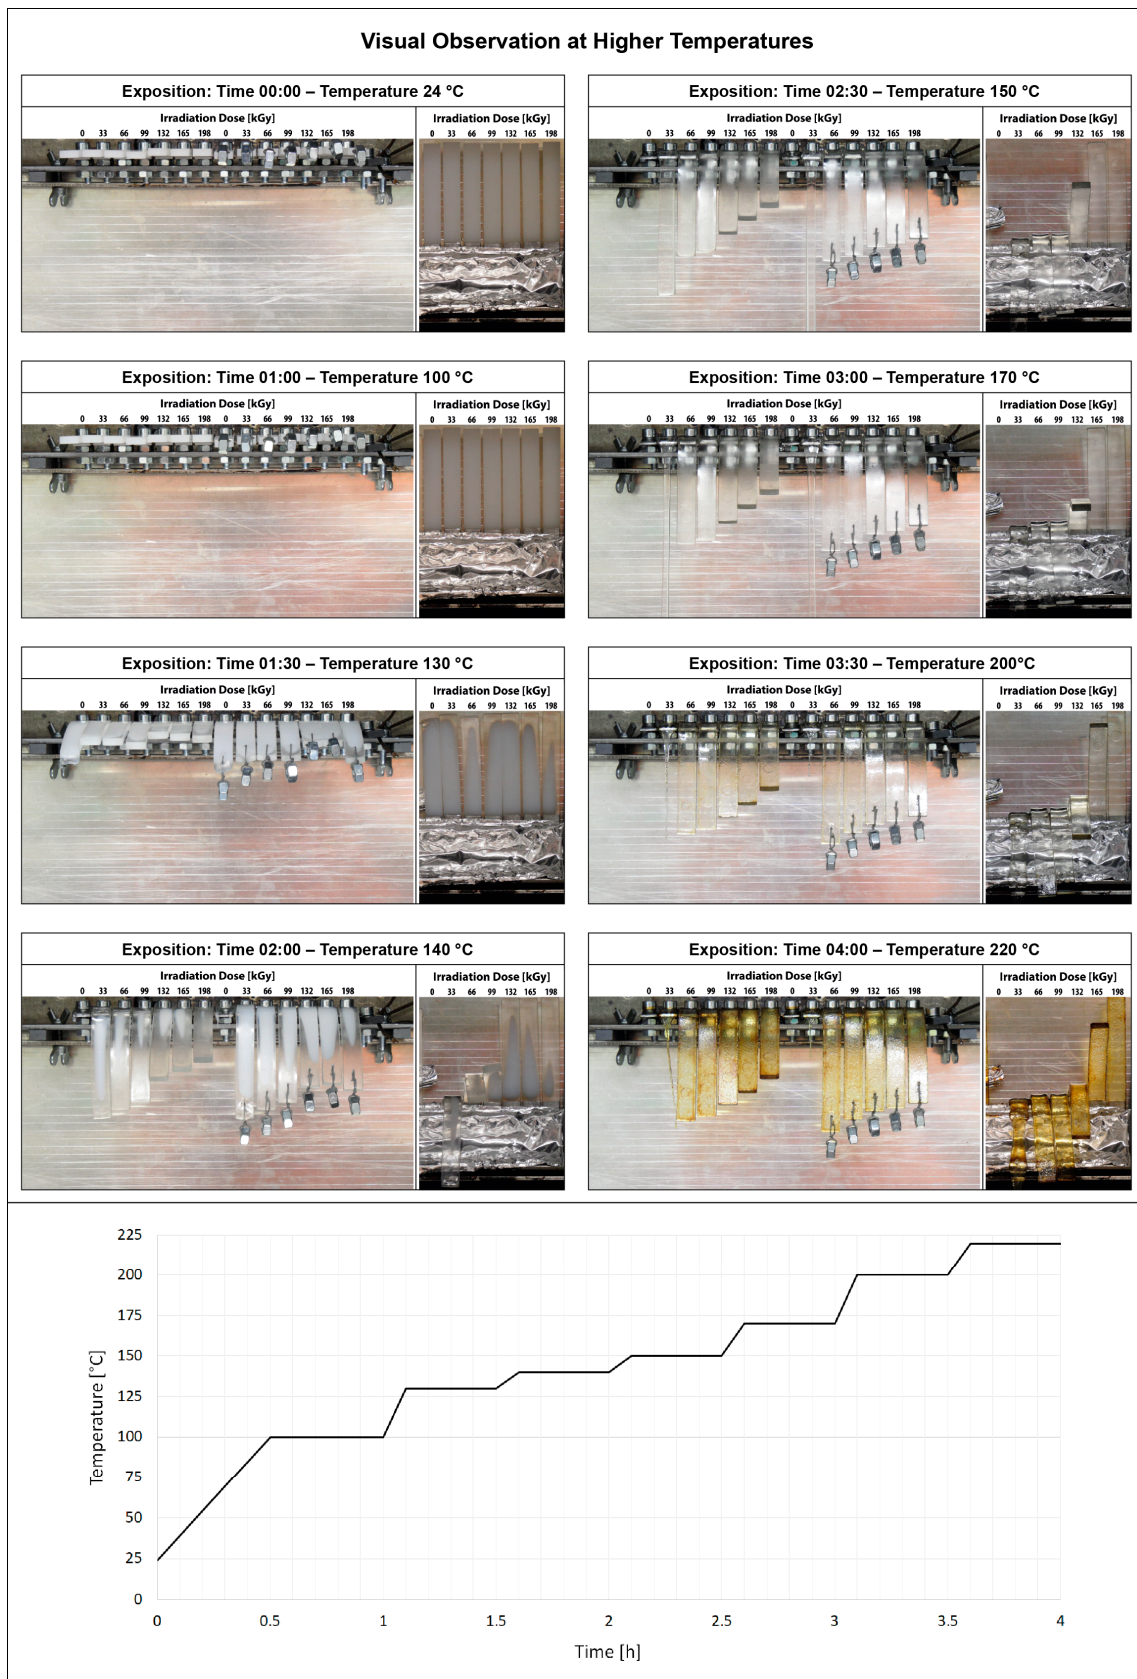 Visual Observation at Higher Temperatures
Exposition: Time 00:00 – Temperature 24 °C
Irradiation Dose [kGy]
0 33 66 99 132 165 198 0 33 66 99 132 165 198
Irradiation Dose [kGy]
0 33 66 99 132 165 198
Exposition: Time 02:30 – Temperature 150 °C
Irradiation Dose [kGy]
0 33 66 99 132 165 198 0 33 66 99 132 165 198
Irradiation Dose [kGy]
0 33 66 99 132 165 198
Exposition: Time 01:00 – Temperature 100 °C
Irradiation Dose [kGy]
0 33 66 99 132 165 198 0 33 66 99 132 165 198
Irradiation Dose [kGy]
0 33 66 99 132 165 198
Exposition: Time 03:00 – Temperature 170 °C
Irradiation Dose [kGy]
0 33 66 99 132 165 198 0 33 66 99 132 165 198
Irradiation Dose [kGy]
0 33 66 99 132 165 198
Exposition: Time 01:30 – Temperature 130 °C
Irradiation Dose [kGy]
0 33 66 99 132 165 198 0 33 66 99 132 165 198
Irradiation Dose [kGy]
0 33 66 99 132 165 198
Exposition: Time 03:30 – Temperature 200°C
Irradiation Dose [kGy]
0 33 66 99 132 165 198 0 33 66 99 132 165 198
Irradiation Dose [kGy]
0 33 66 99 132 165 198
Exposition: Time 02:00 – Temperature 140 °C
Irradiation Dose [kGy]
0 33 66 99 132 165 198 0 33 66 99 132 165 198
Irradiation Dose [kGy]
0 33 66 99 132 165 198
Exposition: Time 04:00 – Temperature 220 °C
Irradiation Dose [kGy]
0 33 66 99 132 165 198 0 33 66 99 132 165 198
Irradiation Dose [kGy]
0 33 66 99 132 165 198
Temperature [°C]
225
200
175
150
125
100
75
50
25
0
0 0.5 1 1.5 2 2.5 3 3.5 4
Time [h]